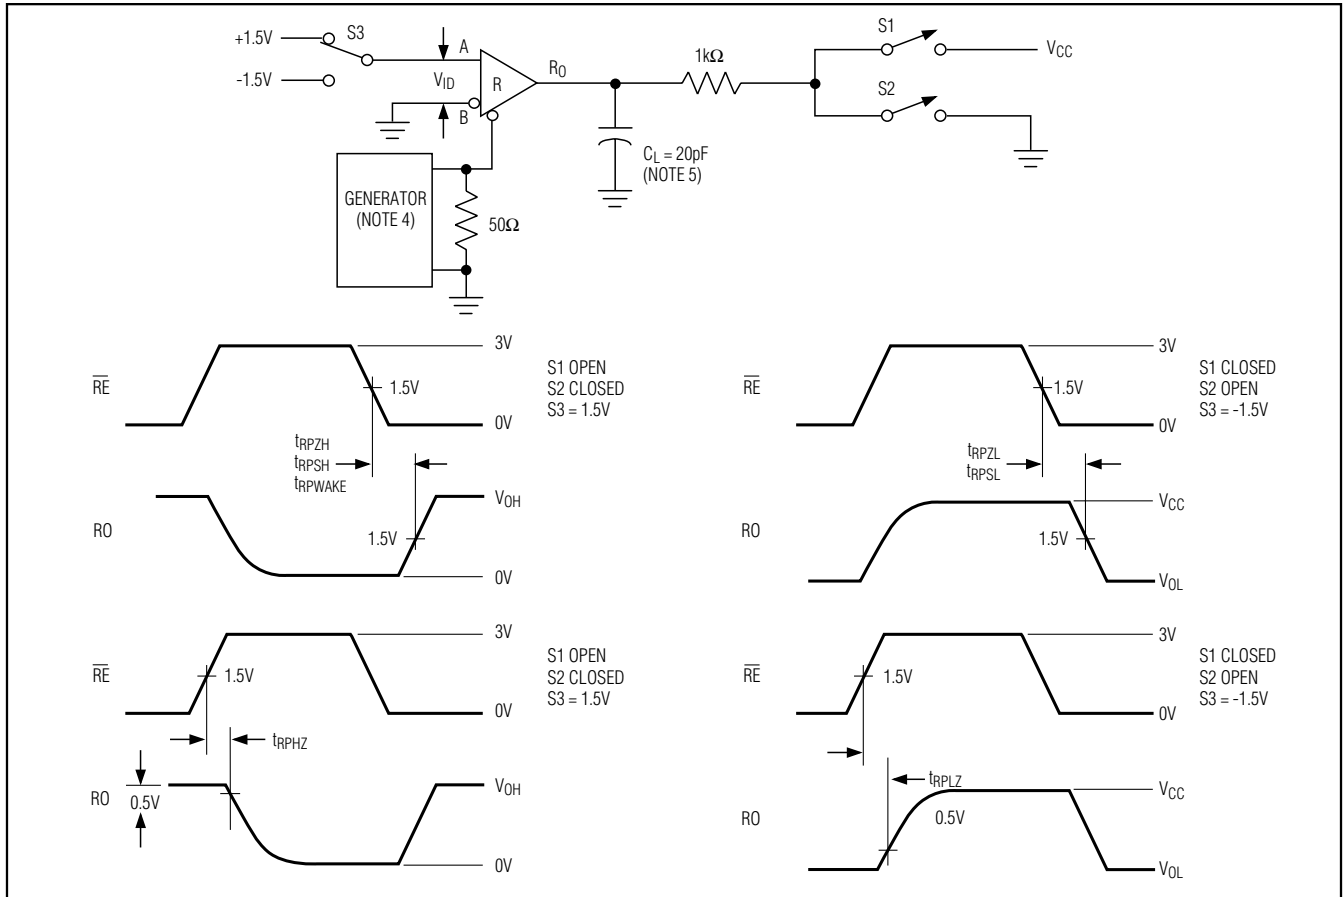 +1.5V
S3
-1.5V
A
V_ID
B
R
R_O
1kΩ
S1
V_CC
S2
C_L = 20pF
(NOTE 5)
GENERATOR
(NOTE 4)
50Ω
RE
3V
1.5V
0V
S1 OPEN
S2 CLOSED
S3 = 1.5V
t_RPZH
t_RPSH
t_RPWAKE
RO
V_OH
1.5V
0V
RE
3V
1.5V
0V
S1 CLOSED
S2 OPEN
S3 = -1.5V
t_RPZL
t_RPSL
RO
V_CC
1.5V
V_OL
RE
3V
1.5V
0V
S1 OPEN
S2 CLOSED
S3 = 1.5V
t_RPHZ
RO
0.5V
V_OH
0V
RE
3V
1.5V
0V
S1 CLOSED
S2 OPEN
S3 = -1.5V
t_RPLZ
RO
0.5V
V_CC
V_OL